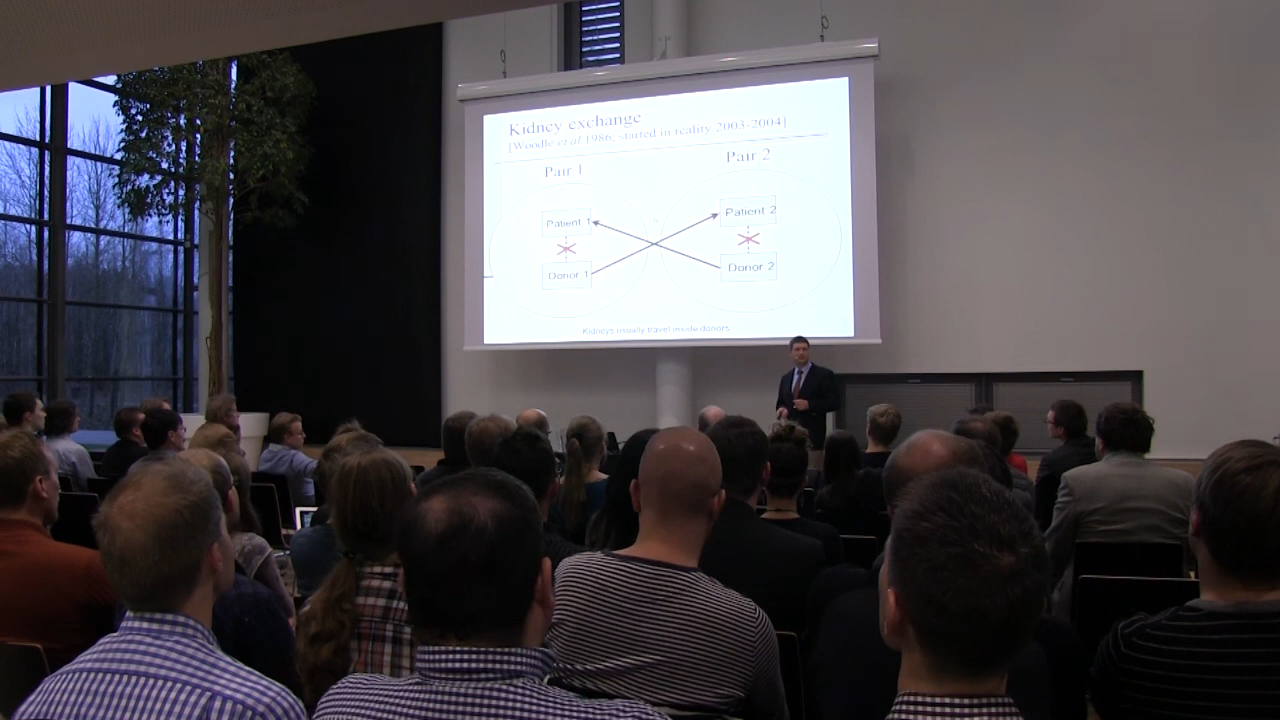 Kidney exchange
[Woodle et al 1986; started in reality 2003-2004]
Pair 1
Pair 2
Patient 1
Patient 2
Donor 1
Donor 2
Kidneys usually travel inside donors